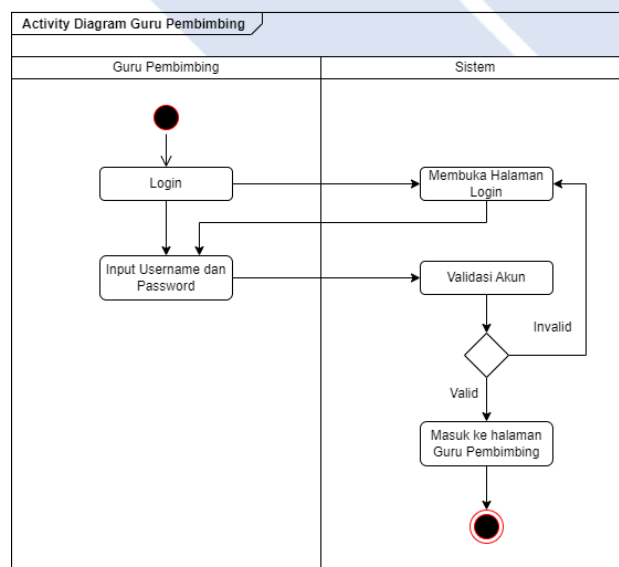 Activity Diagram Guru Pembimbing
Guru Pembimbing
Sistem
Login
Membuka Halaman
Login
Input Username dan
Password
Validasi Akun
Invalid
Valid
Masuk ke halaman
Guru Pembimbing